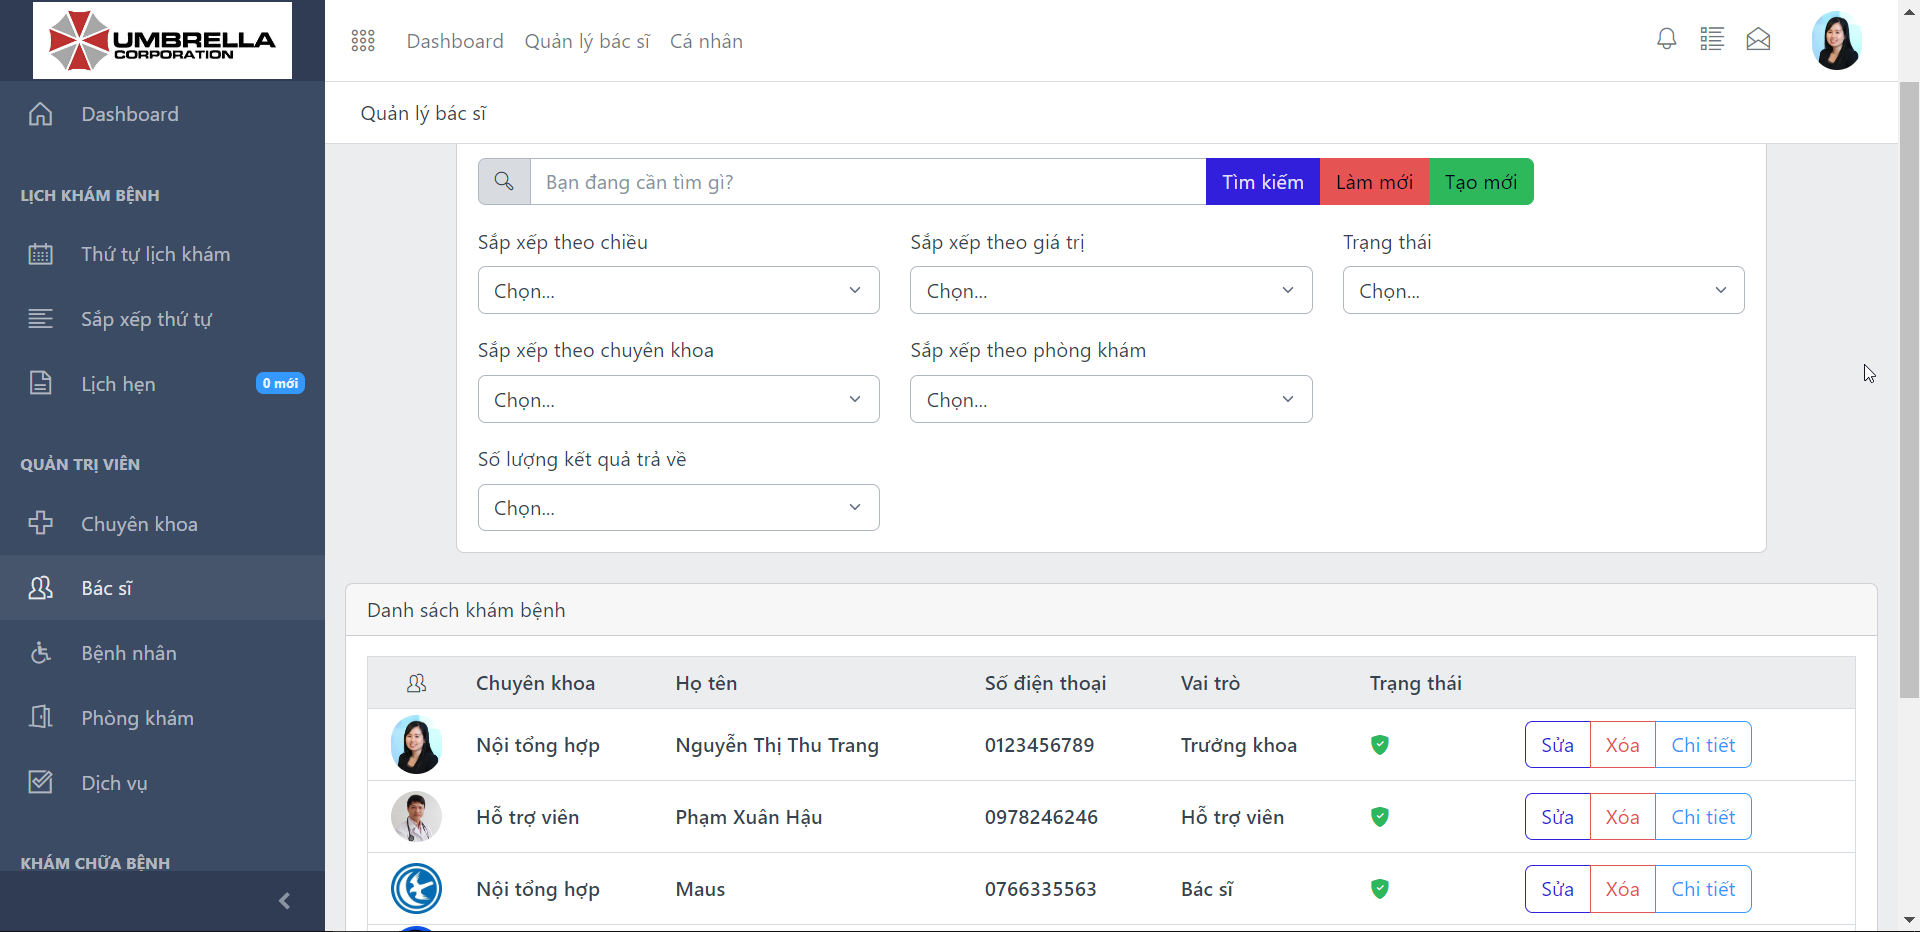 UMBRELLA
CORPORATION
Dashboard Quản lý bác sĩ Cá nhân
Dashboard
LỊCH KHÁM BỆNH
Thứ tự lịch khám
Sắp xếp thứ tự
Lịch hẹn 0 mới
QUẢN TRỊ VIÊN
Chuyên khoa
Bác sĩ
Bệnh nhân
Phòng khám
Dịch vụ
KHÁM CHỮA BỆNH
Quản lý bác sĩ
Bạn đang cần tìm gì? Tìm kiếm Làm mới Tạo mới
Sắp xếp theo chiều Sắp xếp theo giá trị Trạng thái
Chọn... Chọn... Chọn...
Sắp xếp theo chuyên khoa Sắp xếp theo phòng khám
Chọn... Chọn...
Số lượng kết quả trả về
Chọn...
Danh sách khám bệnh
Chuyên khoa Họ tên Số điện thoại Vai trò Trạng thái
Nội tổng hợp Nguyễn Thị Thu Trang 0123456789 Trưởng khoa Sửa Xóa Chi tiết
Hỗ trợ viên Phạm Xuân Hậu 0978246246 Hỗ trợ viên Sửa Xóa Chi tiết
Nội tổng hợp Maus 0766335563 Bác sĩ Sửa Xóa Chi tiết